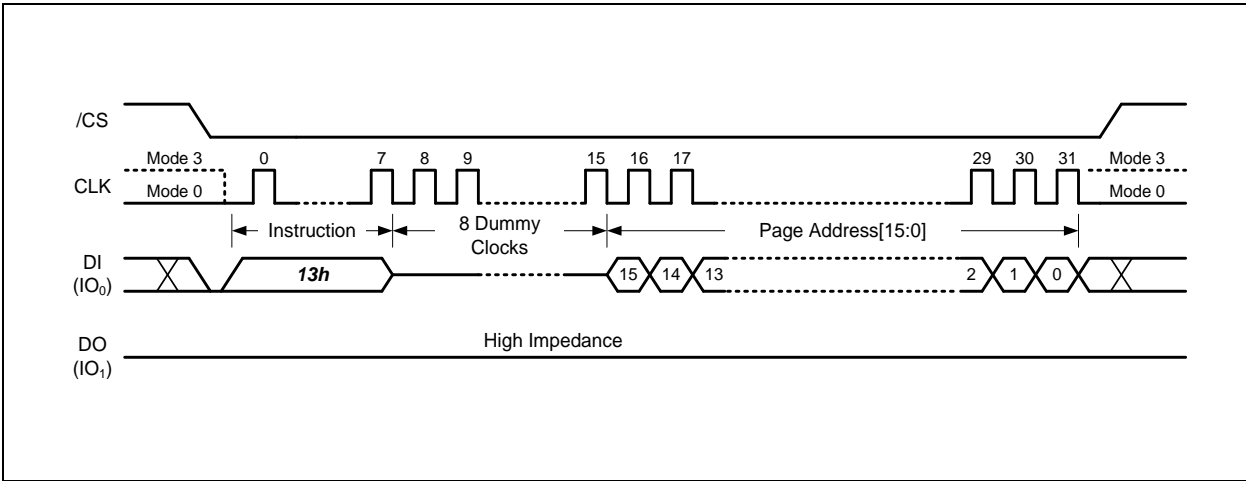 /CS
Mode 3 0 7 8 9 15 16 17 29 30 31 Mode 3
CLK
Mode 0 Mode 0
Instruction 8 Dummy Clocks Page Address[15:0]
DI
(IO₀)
13h 15 14 13 2 1 0
DO
(IO₁)
High Impedance